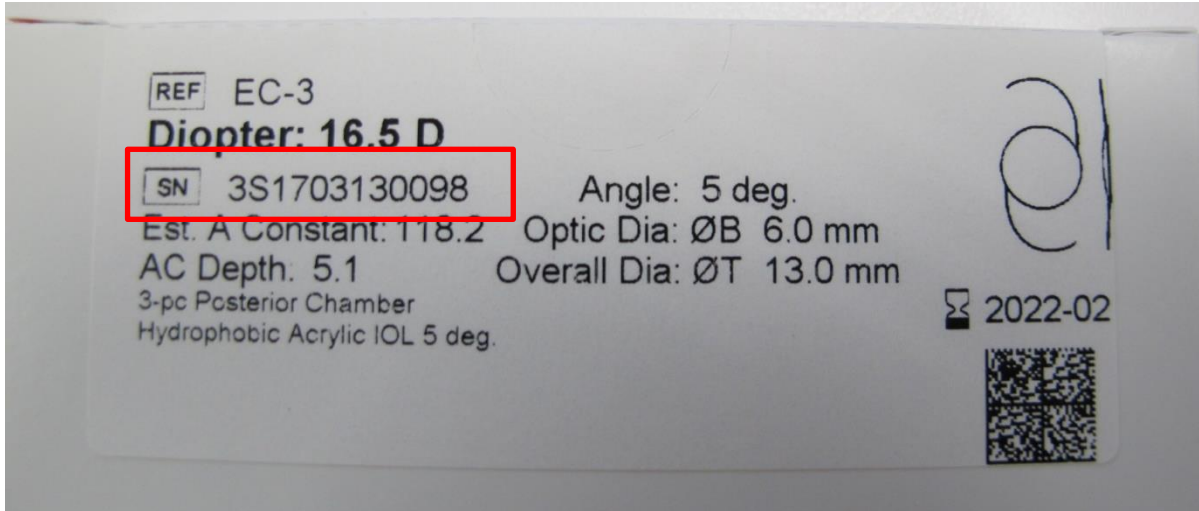 REF EC-3
Diopter: 16.5 D
SN 3S1703130098 Angle: 5 deg.
Est. A Constant: 118.2 Optic Dia: ØB 6.0 mm
AC Depth: 5.1 Overall Dia: ØT 13.0 mm
3-pc Posterior Chamber
Hydrophobic Acrylic IOL 5 deg.
2022-02